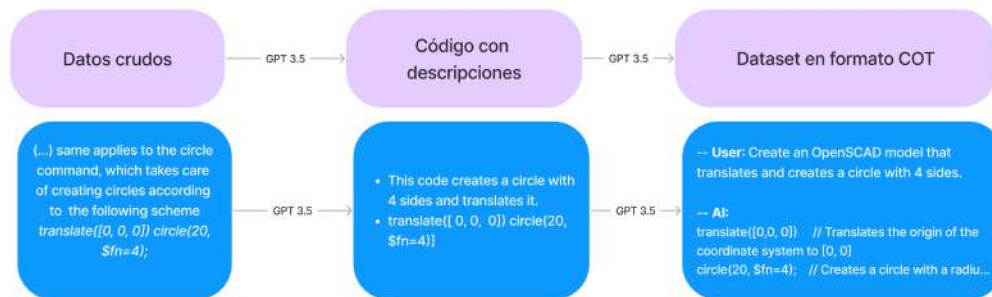 Datos crudos
GPT 3.5
Código con
descripciones
GPT 3.5
Dataset en formato COT
(...) same applies to the circle
command, which takes care
of creating circles according
to the following scheme
translate([0, 0, 0]) circle(20,
$fn=4);
GPT 3.5
• This code creates a circle with
4 sides and translates it.
• translate([ 0, 0, 0]) circle(20,
$fn=4)]
GPT 3.5
-- User: Create an OpenSCAD model that
translates and creates a circle with 4 sides.
-- AI:
translate([0,0, 0]) // Translates the origin of the
coordinate system to [0, 0]
circle(20, $fn=4); // Creates a circle with a radiu...